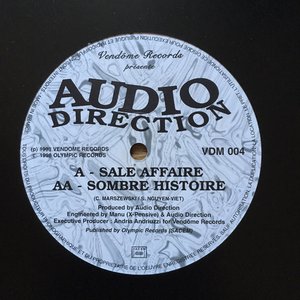 Vendôme Records
présente
AUDIO
DIRECTION
(p) 1998 VENDOME RECORDS
© 1998 OLYMPIC RECORDS
VDM 004
A - SALE AFFAIRE
AA - SOMBRE HISTOIRE
(C. MARSZEWSKI / S. NGUYEN-VIET)
Produced by Audio Direction
Engineered by Manu (X-Pensive) & Audio Direction
Executive Producer : Andria Andriuzzi for Vendôme Records
Published by Olympic Records (SACEM)